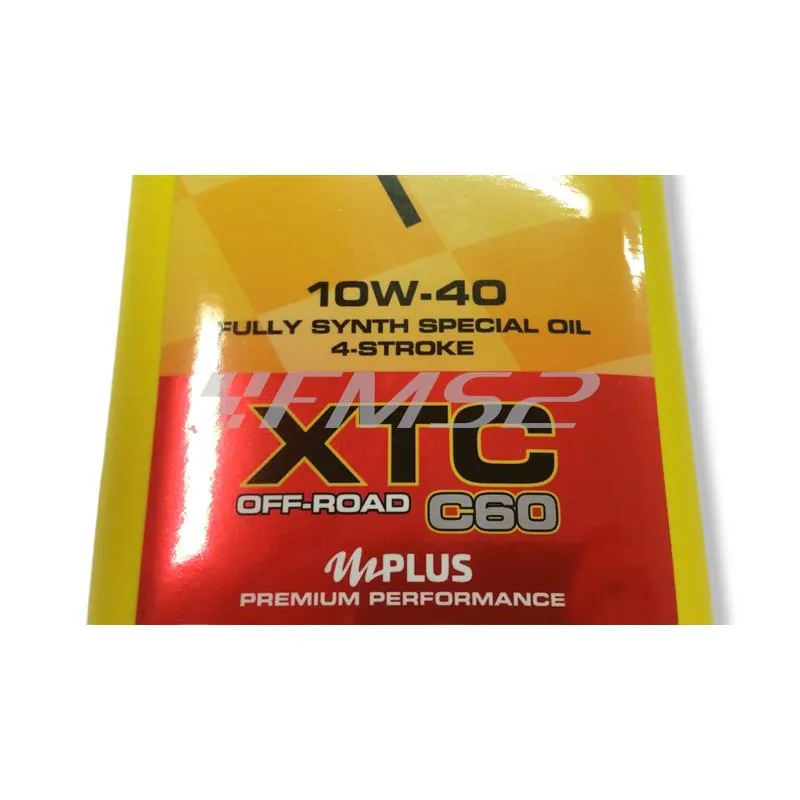 10W-40
FULLY SYNTH SPECIAL OIL
4-STROKE
FMS2
XTC
OFF-ROAD C60
PLUS
PREMIUM PERFORMANCE